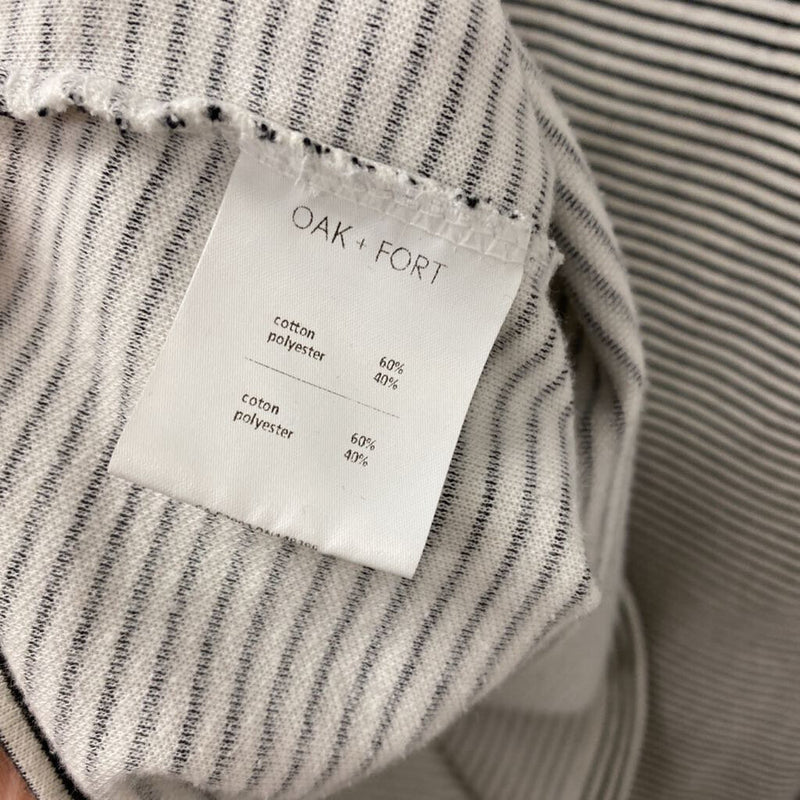 OAK + FORT
cotton 60%
polyester 40%
coton 60%
polyester 40%